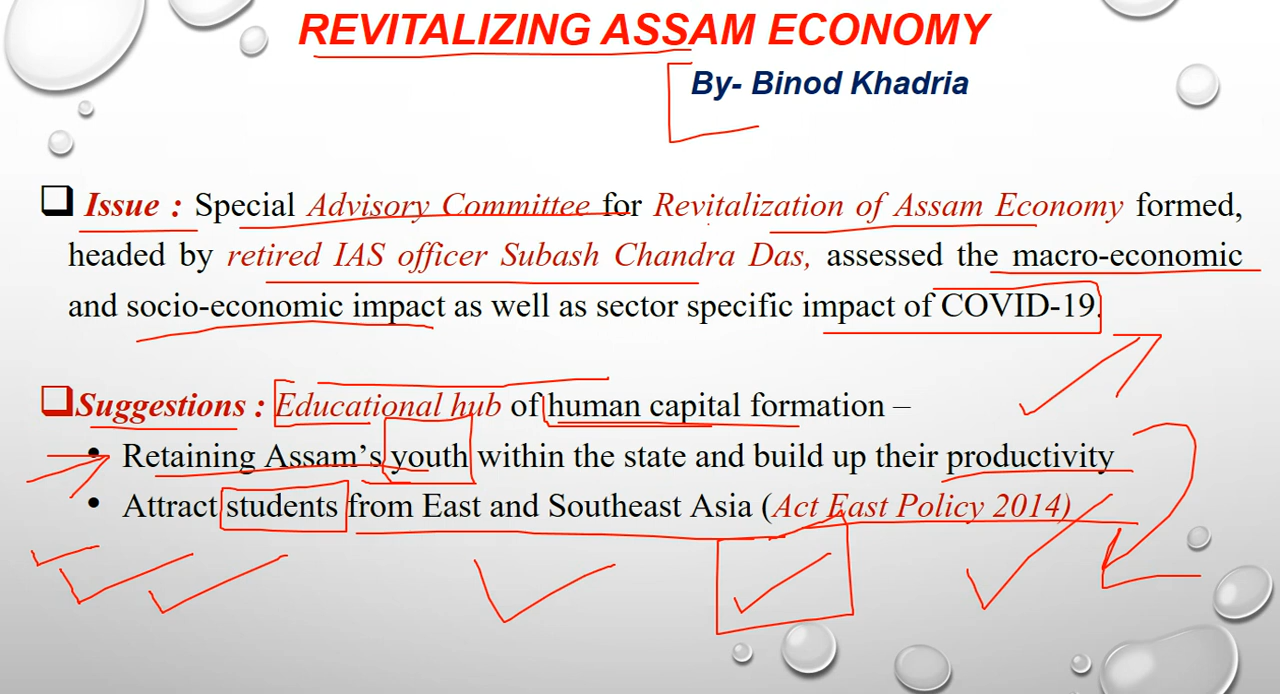 REVITALIZING ASSAM ECONOMY
By- Binod Khadria
Issue : Special Advisory Committee for Revitalization of Assam Economy formed,
headed by retired IAS officer Subash Chandra Das, assessed the macro-economic
and socio-economic impact as well as sector specific impact of COVID-19.
Suggestions : Educational hub of human capital formation –
• Retaining Assam's youth within the state and build up their productivity
• Attract students from East and Southeast Asia (Act East Policy 2014)